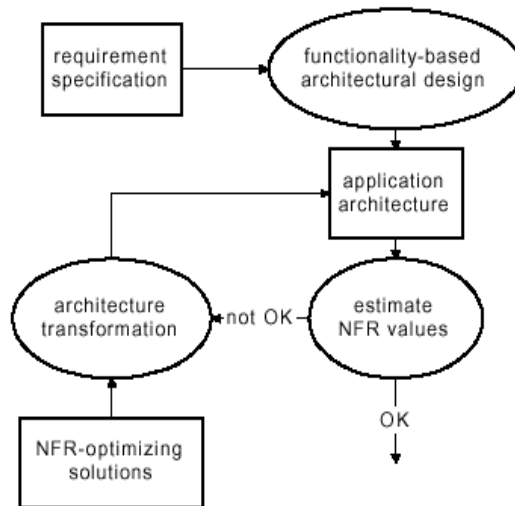 requirement
specification
functionality-based
architectural design
application
architecture
architecture
transformation
not OK
estimate
NFR values
OK
NFR-optimizing
solutions